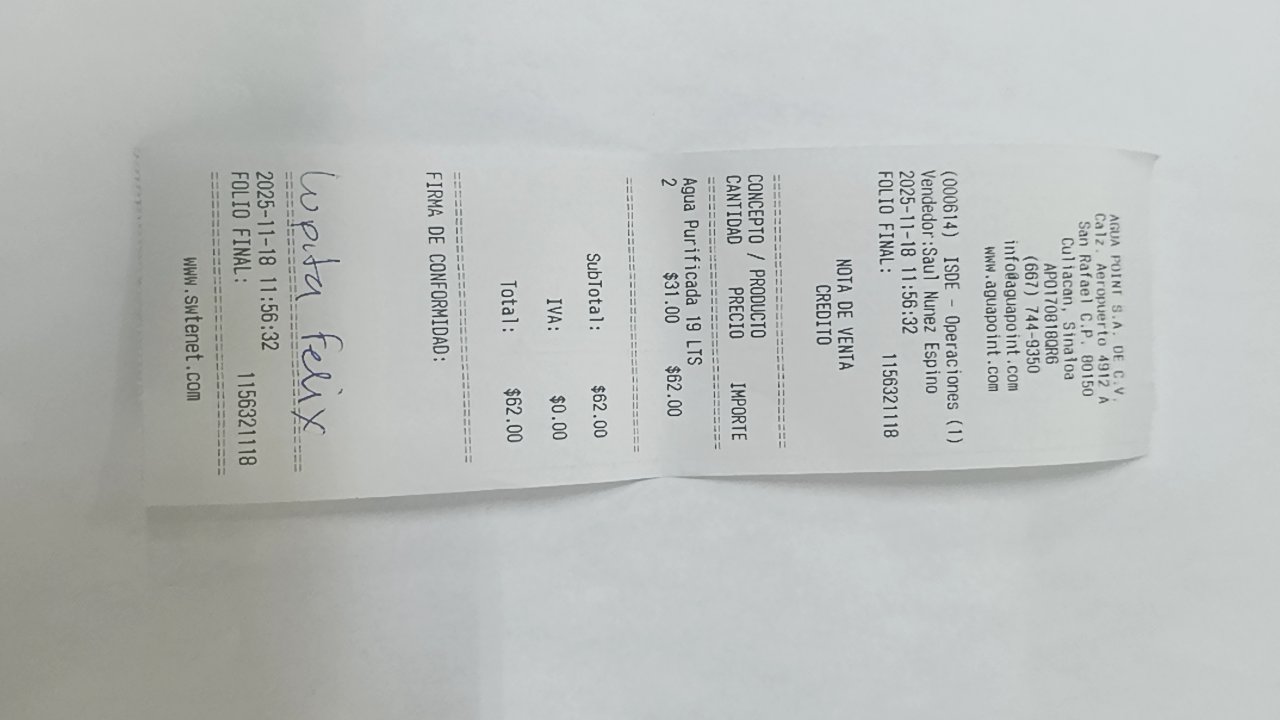 AGUA POINT S.A. DE C.V.
Calz. Aeropuerto 4912 A
San Rafael C.P. 80150
Culiacan, Sinaloa
APO170818QR6
(667) 744-9350
info@aguapoint.com
www.aguapoint.com
(000614) ISDE - Operaciones (1)
Vendedor:Saul Nunez Espino
2025-11-18 11:56:32
FOLIO FINAL: 1156321118
NOTA DE VENTA
CREDITO
CONCEPTO / PRODUCTO
CANTIDAD PRECIO IMPORTE
Agua Purificada 19 LTS
2 $31.00 $62.00
SubTotal: $62.00
IVA: $0.00
Total: $62.00
FIRMA DE CONFORMIDAD:
Lupita Felix
2025-11-18 11:56:32
FOLIO FINAL: 1156321118
www.swtenet.com